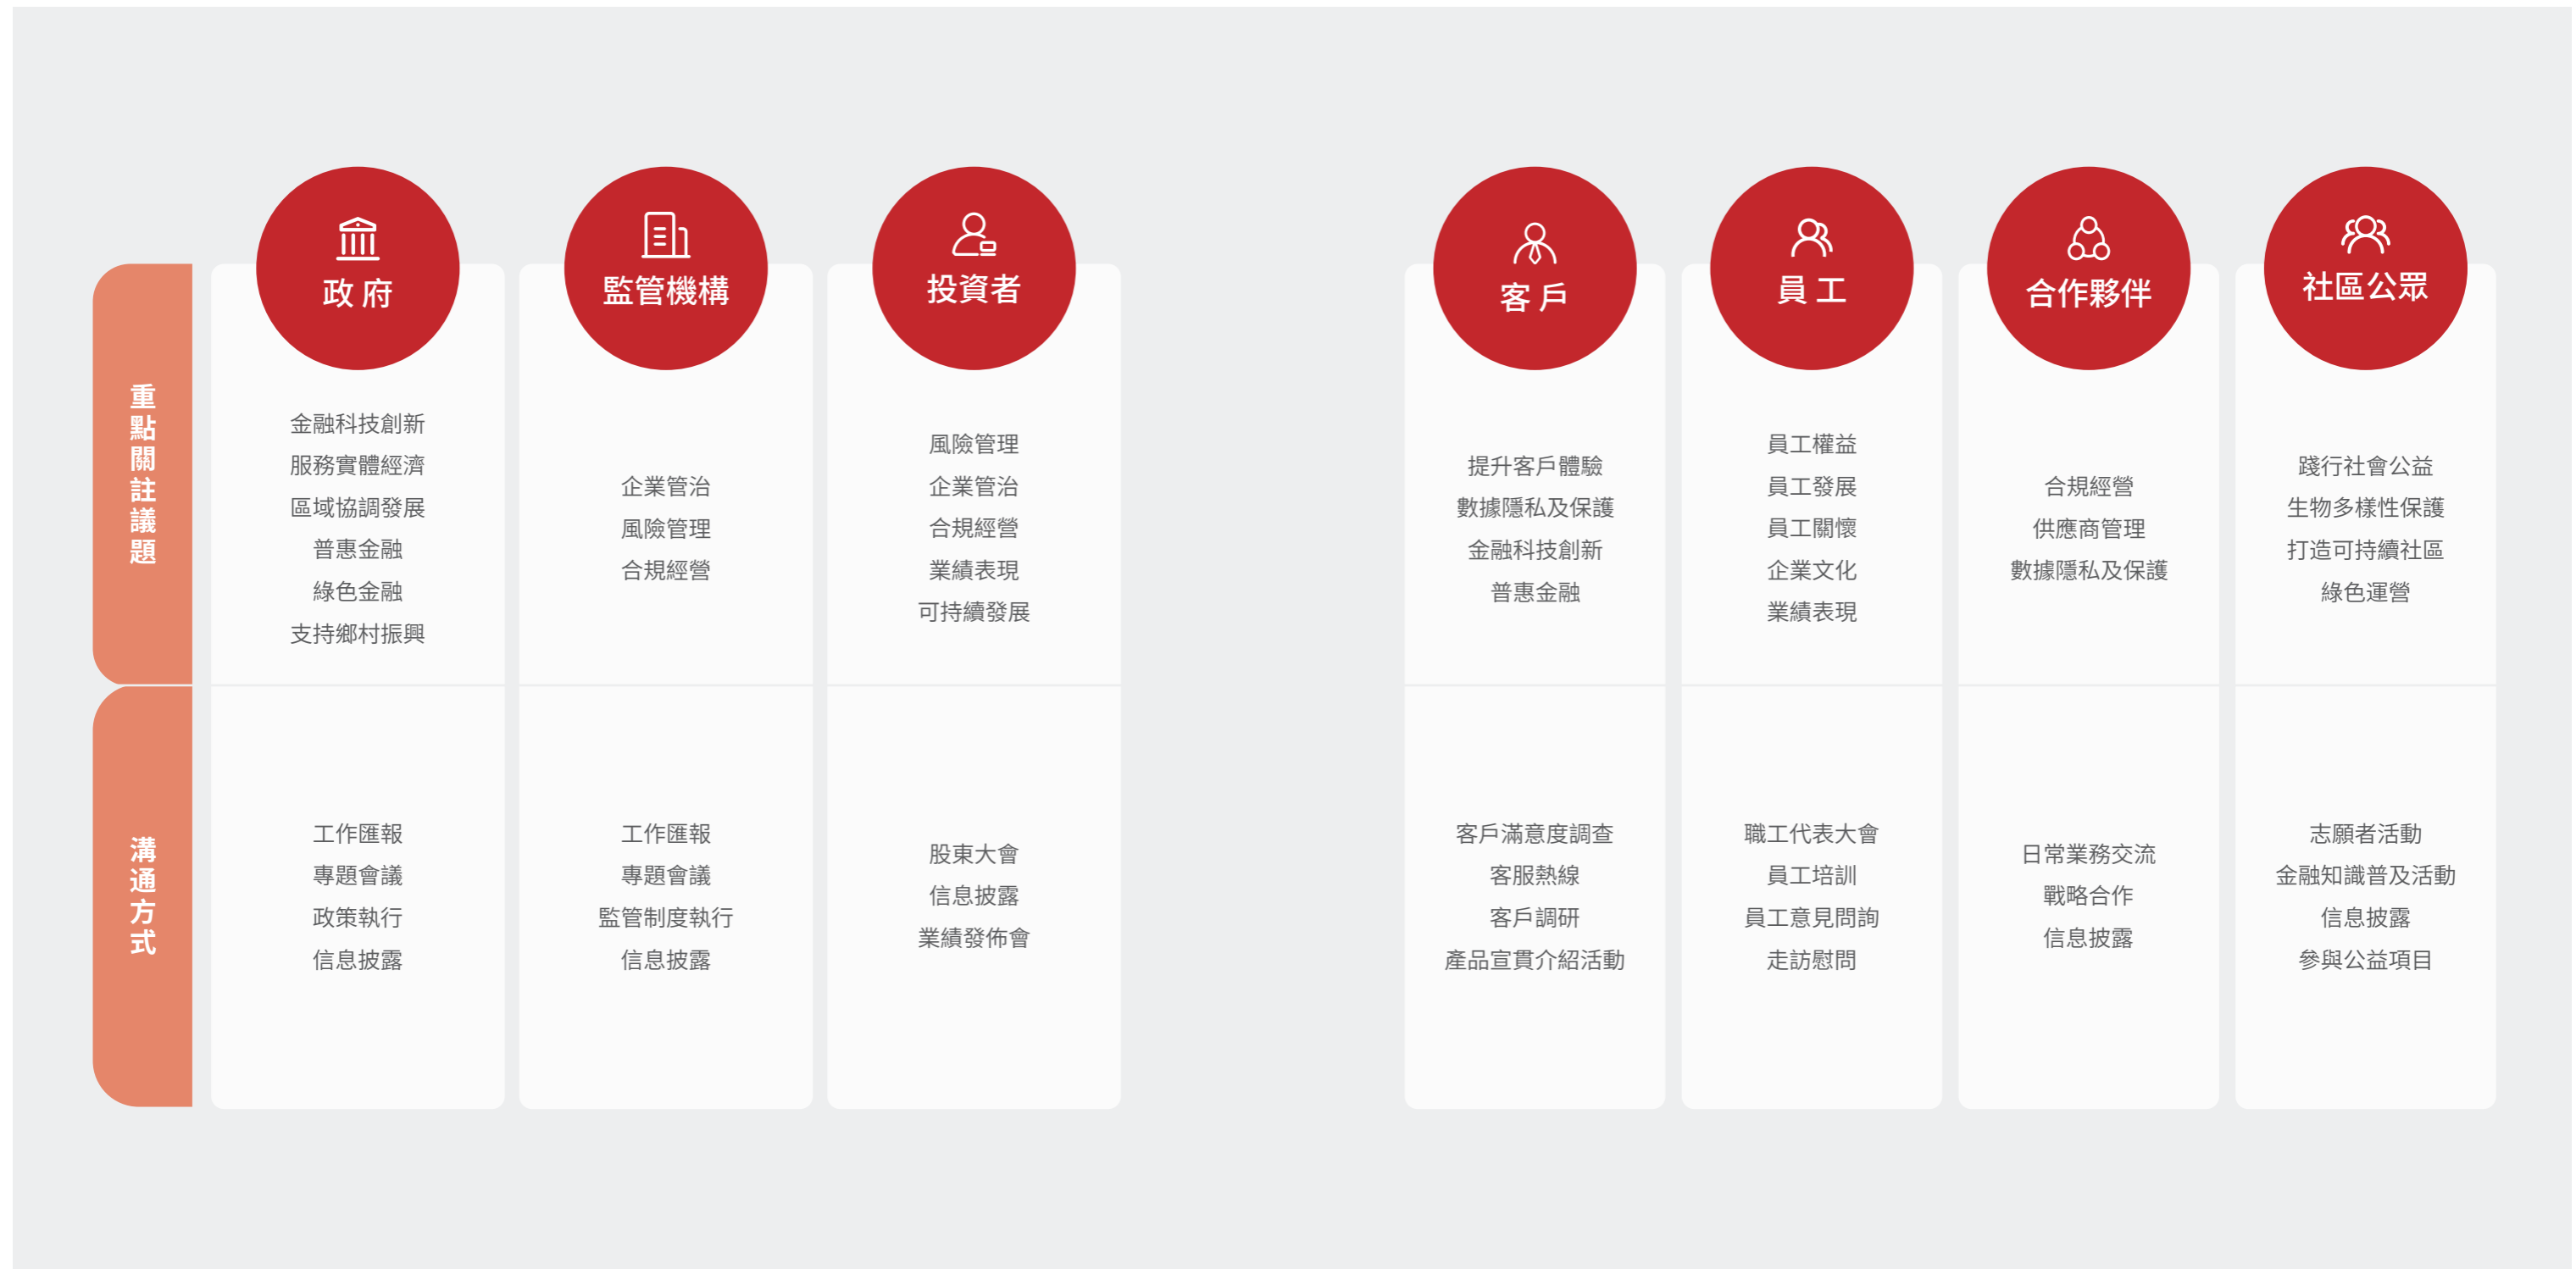 政府
監管機構
投資者
客戶
員工
合作夥伴
社區公眾
重點關註議題
金融科技創新
服務實體經濟
區域協調發展
普惠金融
綠色金融
支持鄉村振興
企業管治
風險管理
合規經營
風險管理
企業管治
合規經營
業績表現
可持續發展
提升客戶體驗
數據隱私及保護
金融科技創新
普惠金融
員工權益
員工發展
員工關懷
企業文化
業績表現
合規經營
供應商管理
數據隱私及保護
踐行社會公益
生物多樣性保護
打造可持續社區
綠色運營
溝通方式
工作匯報
專題會議
政策執行
信息披露
工作匯報
專題會議
監管制度執行
信息披露
股東大會
信息披露
業績發佈會
客戶滿意度調查
客服熱線
客戶調研
產品宣貫介紹活動
職工代表大會
員工培訓
員工意見問詢
走訪慰問
日常業務交流
戰略合作
信息披露
志願者活動
金融知識普及活動
信息披露
參與公益項目